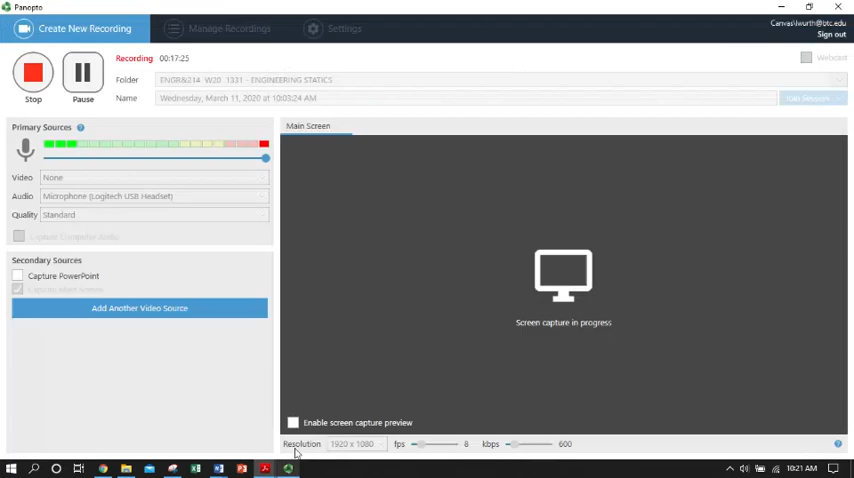 Panopto
Create New Recording
Manage Recordings
Settings
Canvas\lwurth@btc.edu
Sign out
Recording 00:17:25
Webcast
Folder ENGR&214 W20 1331 - ENGINEERING STATICS
Stop
Pause
Name Wednesday, March 11, 2020 at 10:03:24 AM
Join Session
Primary Sources
Main Screen
Video None
Audio Microphone (Logitech USB Headset)
Quality Standard
Capture Computer Audio
Secondary Sources
Capture PowerPoint
Capture Main Screen
Add Another Video Source
Screen capture in progress
Enable screen capture preview
Resolution 1920 x 1080 fps 8 kbps 600
10:21 AM